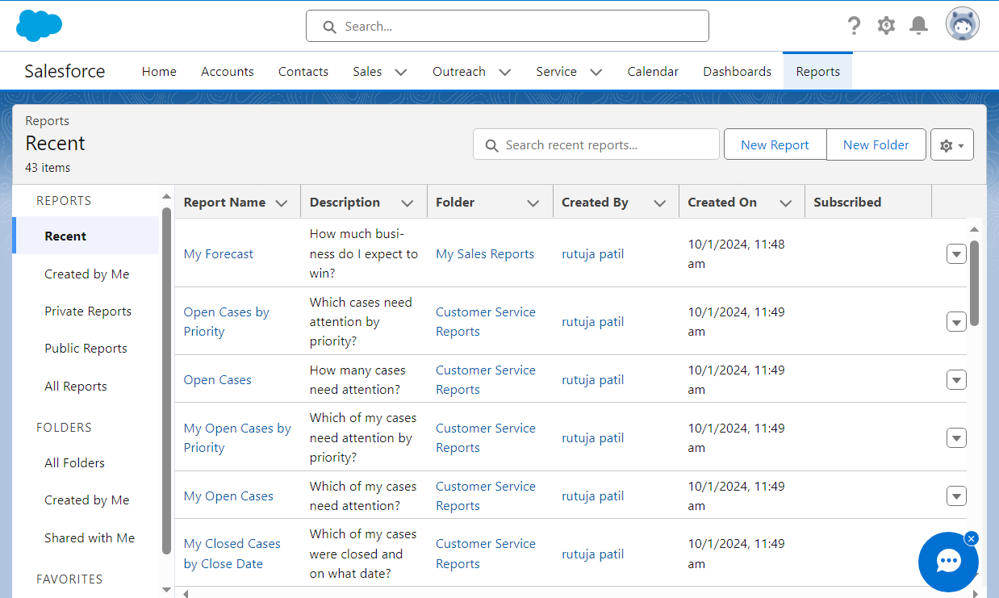 Search...
Salesforce Home Accounts Contacts Sales Outreach Service Calendar Dashboards Reports
Reports
Recent
43 items
Search recent reports...
New Report
New Folder
REPORTS
Recent
Created by Me
Private Reports
Public Reports
All Reports
FOLDERS
All Folders
Created by Me
Shared with Me
FAVORITES
Report Name Description Folder Created By Created On Subscribed
My Forecast
How much busi-
ness do I expect to
win?
My Sales Reports
rutuja patil
10/1/2024, 11:48
am
Open Cases by
Priority
Which cases need
attention by
priority?
Customer Service
Reports
rutuja patil
10/1/2024, 11:49
am
Open Cases
How many cases
need attention?
Customer Service
Reports
rutuja patil
10/1/2024, 11:49
am
My Open Cases by
Priority
Which of my cases
need attention by
priority?
Customer Service
Reports
rutuja patil
10/1/2024, 11:49
am
My Open Cases
Which of my cases
need attention?
Customer Service
Reports
rutuja patil
10/1/2024, 11:49
am
My Closed Cases
by Close Date
Which of my cases
were closed and
on what date?
Customer Service
Reports
rutuja patil
10/1/2024, 11:49
am